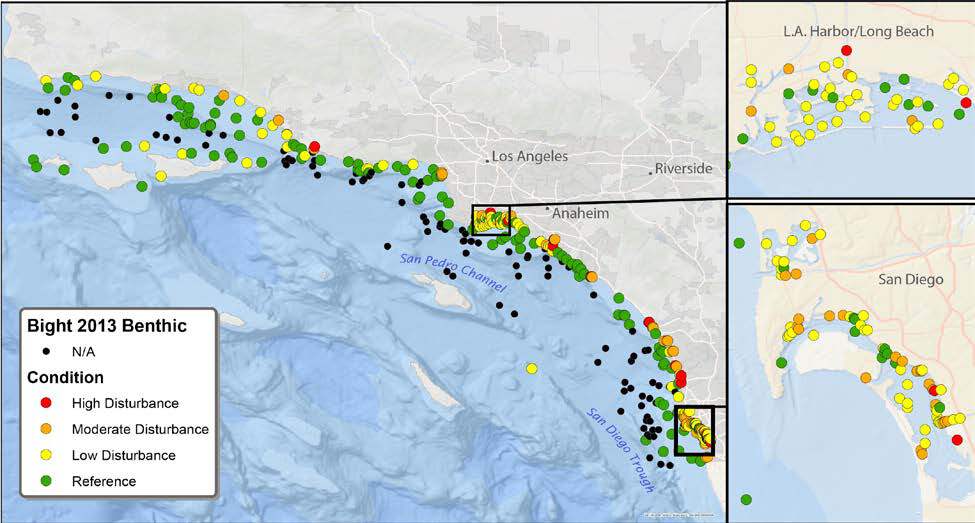 L.A. Harbor/Long Beach
Los Angeles
Riverside
Anaheim
San Pedro Channel
San Diego
Bight 2013 Benthic
N/A
Condition
High Disturbance
Moderate Disturbance
Low Disturbance
Reference
San Diego Trough